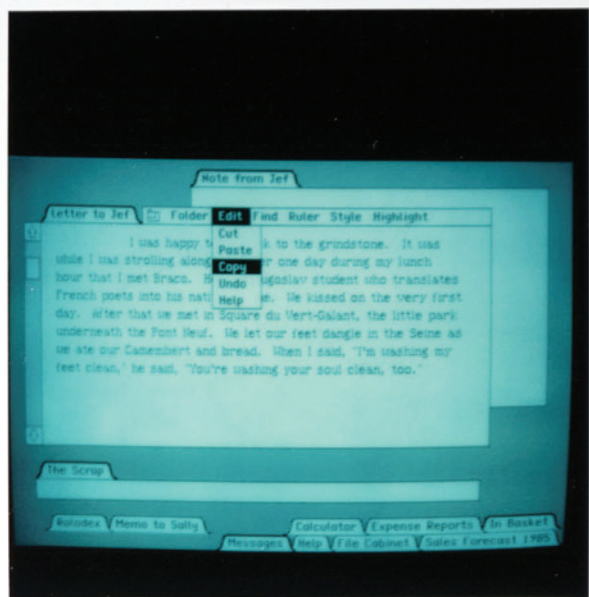 Note from Jef
Letter to Jef Folder Edit Find Ruler Style Highlight
Cut
Paste
Copy
Undo
Help
I was happy k to the grindstone. It was
while I was strolling along er one day during my lunch
hour that I met Braco. ugoslav student who translates
French poets into his nat e. We kissed on the very first
day. After that we met in Square du Vert-Galant, the little park
underneath the Pont Neuf. We let our feet dangle in the Seine as
we ate our Camembert and bread. When I said, "I'm washing my
feet clean," he said, "You're washing your soul clean, too."
The Scrap
Rolodex Memo to Sally Calculator Expense Reports In Basket
Messages Help File Cabinet Sales Forecast 1985